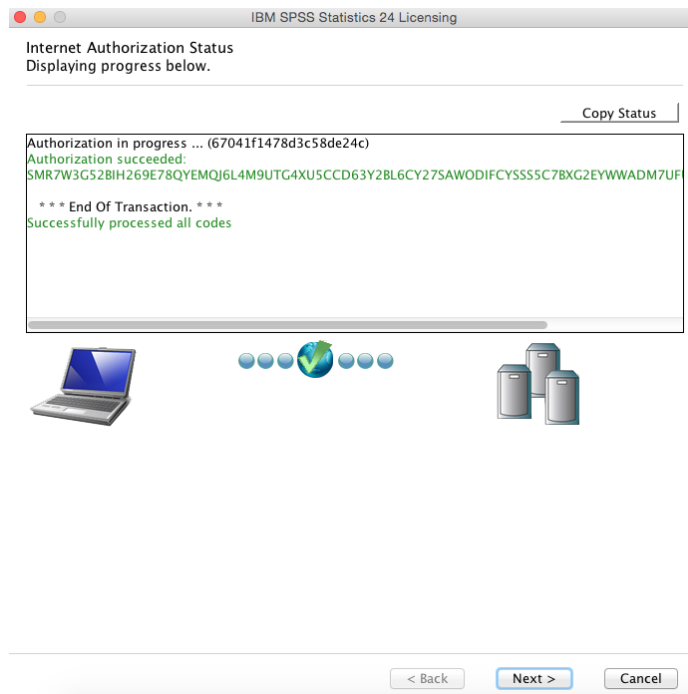 IBM SPSS Statistics 24 Licensing
Internet Authorization Status
Displaying progress below.
Copy Status
Authorization in progress ... (67041f1478d3c58de24c)
Authorization succeeded:
SMR7W3G52BIH269E78QYEMQJ6L4M9UTG4XU5CCD63Y2BL6CY27SAWODIFCYSSS5C7BXG2EYWWADM7UF
* * * End Of Transaction. * * *
Successfully processed all codes
< Back
Next >
Cancel